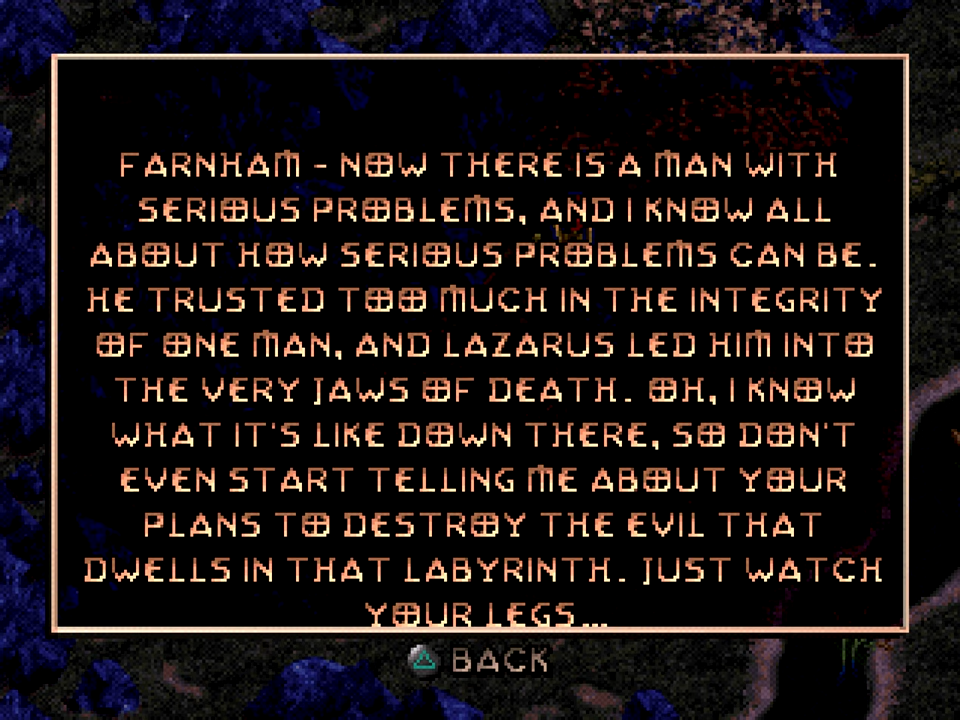 FARNHAM - NOW THERE IS A MAN WITH
SERIOUS PROBLEMS, AND I KNOW ALL
ABOUT HOW SERIOUS PROBLEMS CAN BE.
HE TRUSTED TOO MUCH IN THE INTEGRITY
OF ONE MAN, AND LAZARUS LED HIM INTO
THE VERY JAWS OF DEATH. OH, I KNOW
WHAT IT'S LIKE DOWN THERE, SO DON'T
EVEN START TELLING ME ABOUT YOUR
PLANS TO DESTROY THE EVIL THAT
DWELLS IN THAT LABYRINTH. JUST WATCH
YOUR LEGS...
BACK